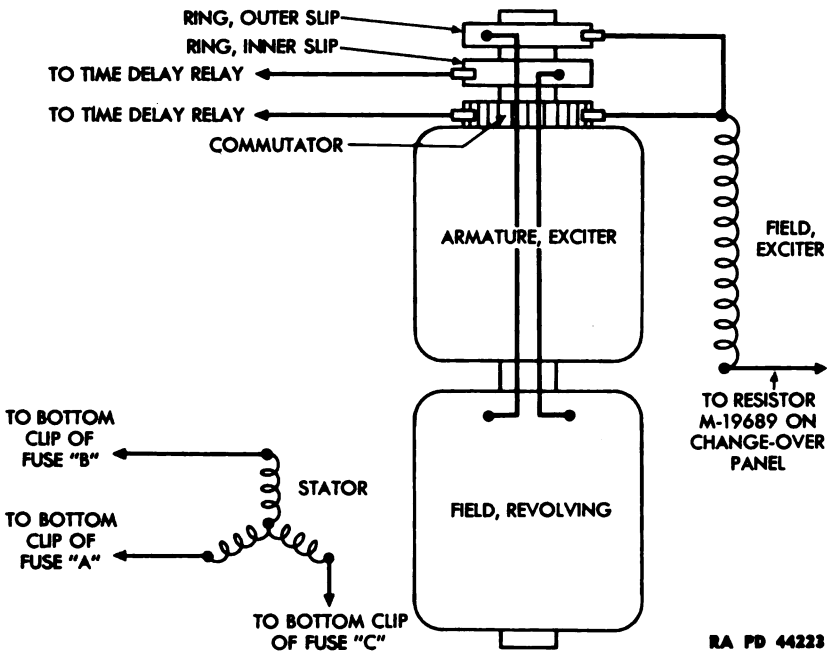 RING, OUTER SLIP
RING, INNER SLIP
TO TIME DELAY RELAY
TO TIME DELAY RELAY
COMMUTATOR
ARMATURE, EXCITER
FIELD,
EXCITER
TO RESISTOR
M-19689 ON
CHANGE-OVER
PANEL
TO BOTTOM
CLIP OF
FUSE "B"
STATOR
TO BOTTOM
CLIP OF
FUSE "A"
TO BOTTOM CLIP
OF FUSE "C"
FIELD, REVOLVING
RA PD 44223